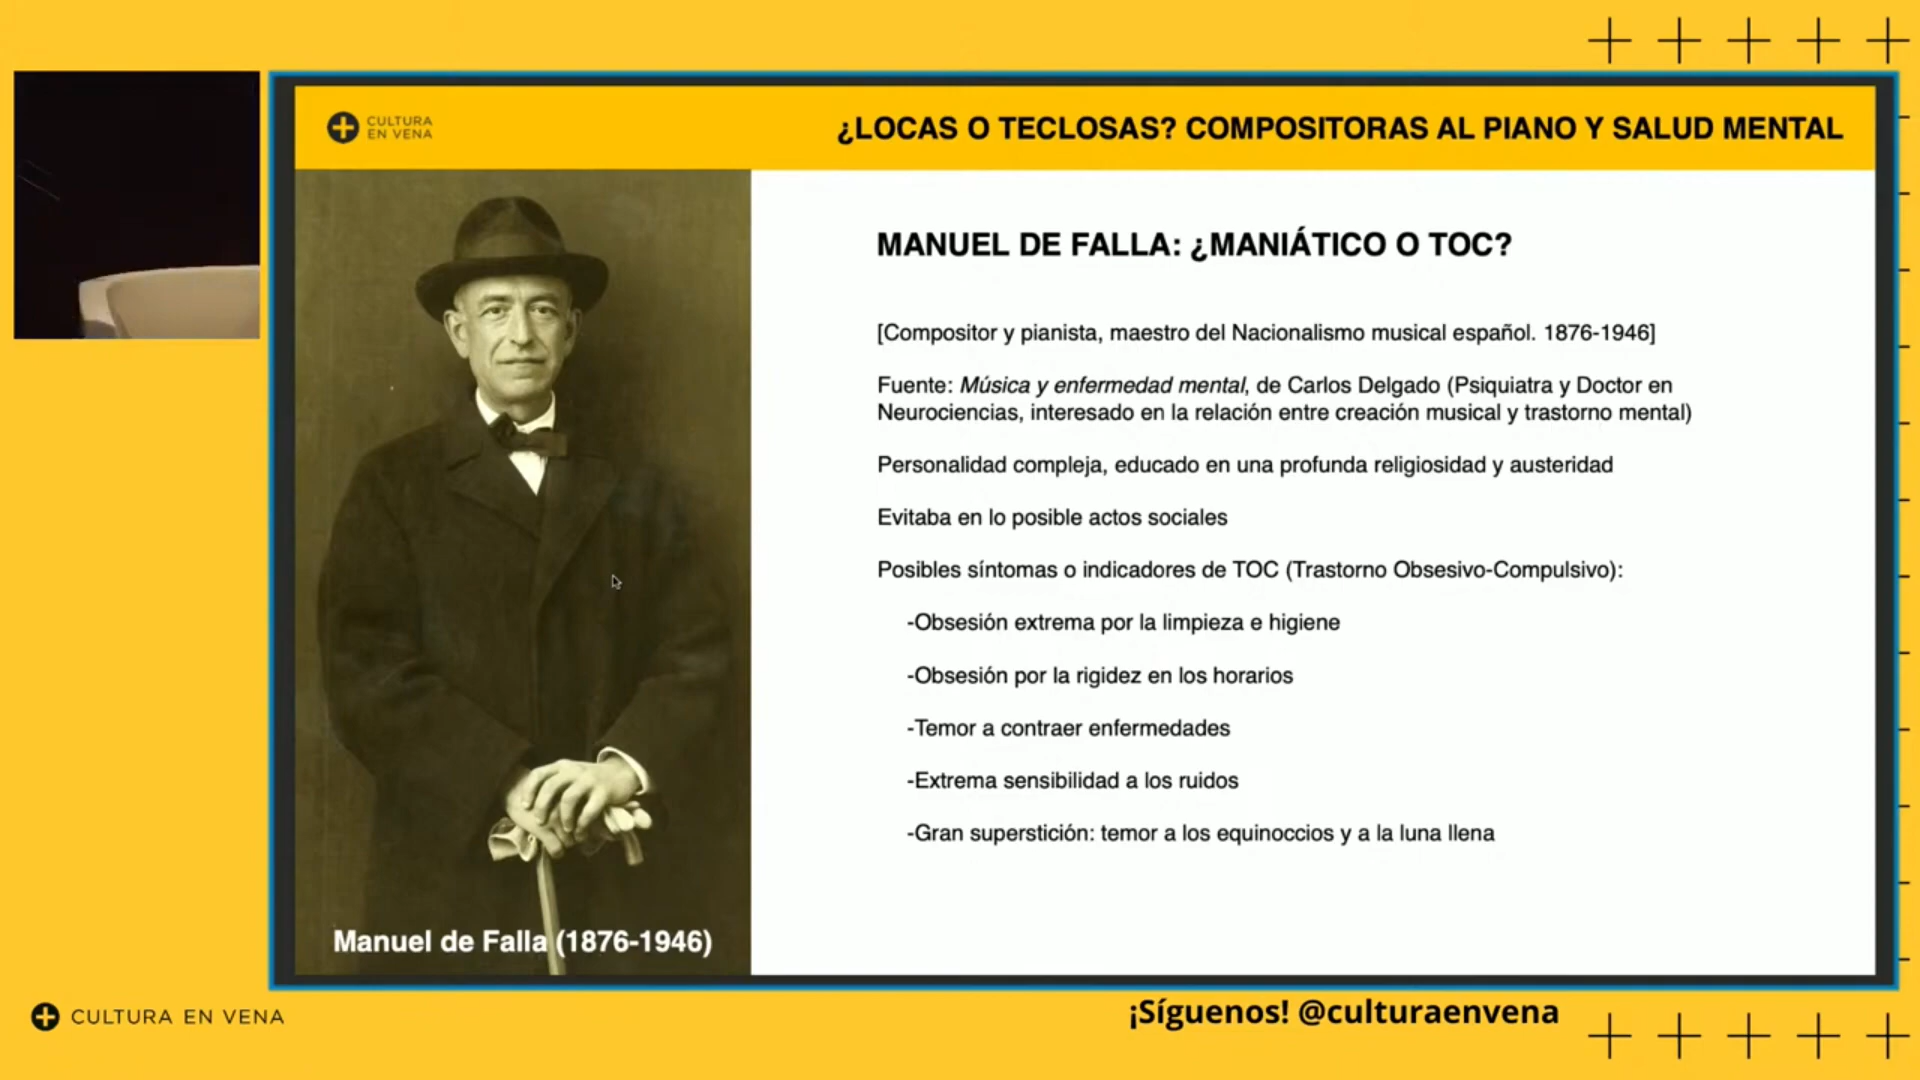 CULTURA
EN VENA
¿LOCAS O TECLOSAS? COMPOSITORAS AL PIANO Y SALUD MENTAL
MANUEL DE FALLA: ¿MANIÁTICO O TOC?
[Compositor y pianista, maestro del Nacionalismo musical español. 1876-1946]
Fuente: Música y enfermedad mental, de Carlos Delgado (Psiquiatra y Doctor en
Neurociencias, interesado en la relación entre creación musical y trastorno mental)
Personalidad compleja, educado en una profunda religiosidad y austeridad
Evitaba en lo posible actos sociales
Posibles síntomas o indicadores de TOC (Trastorno Obsesivo-Compulsivo):
-Obsesión extrema por la limpieza e higiene
-Obsesión por la rigidez en los horarios
-Temor a contraer enfermedades
-Extrema sensibilidad a los ruidos
-Gran superstición: temor a los equinoccios y a la luna llena
Manuel de Falla (1876-1946)
CULTURA EN VENA
¡Síguenos! @culturaenvena